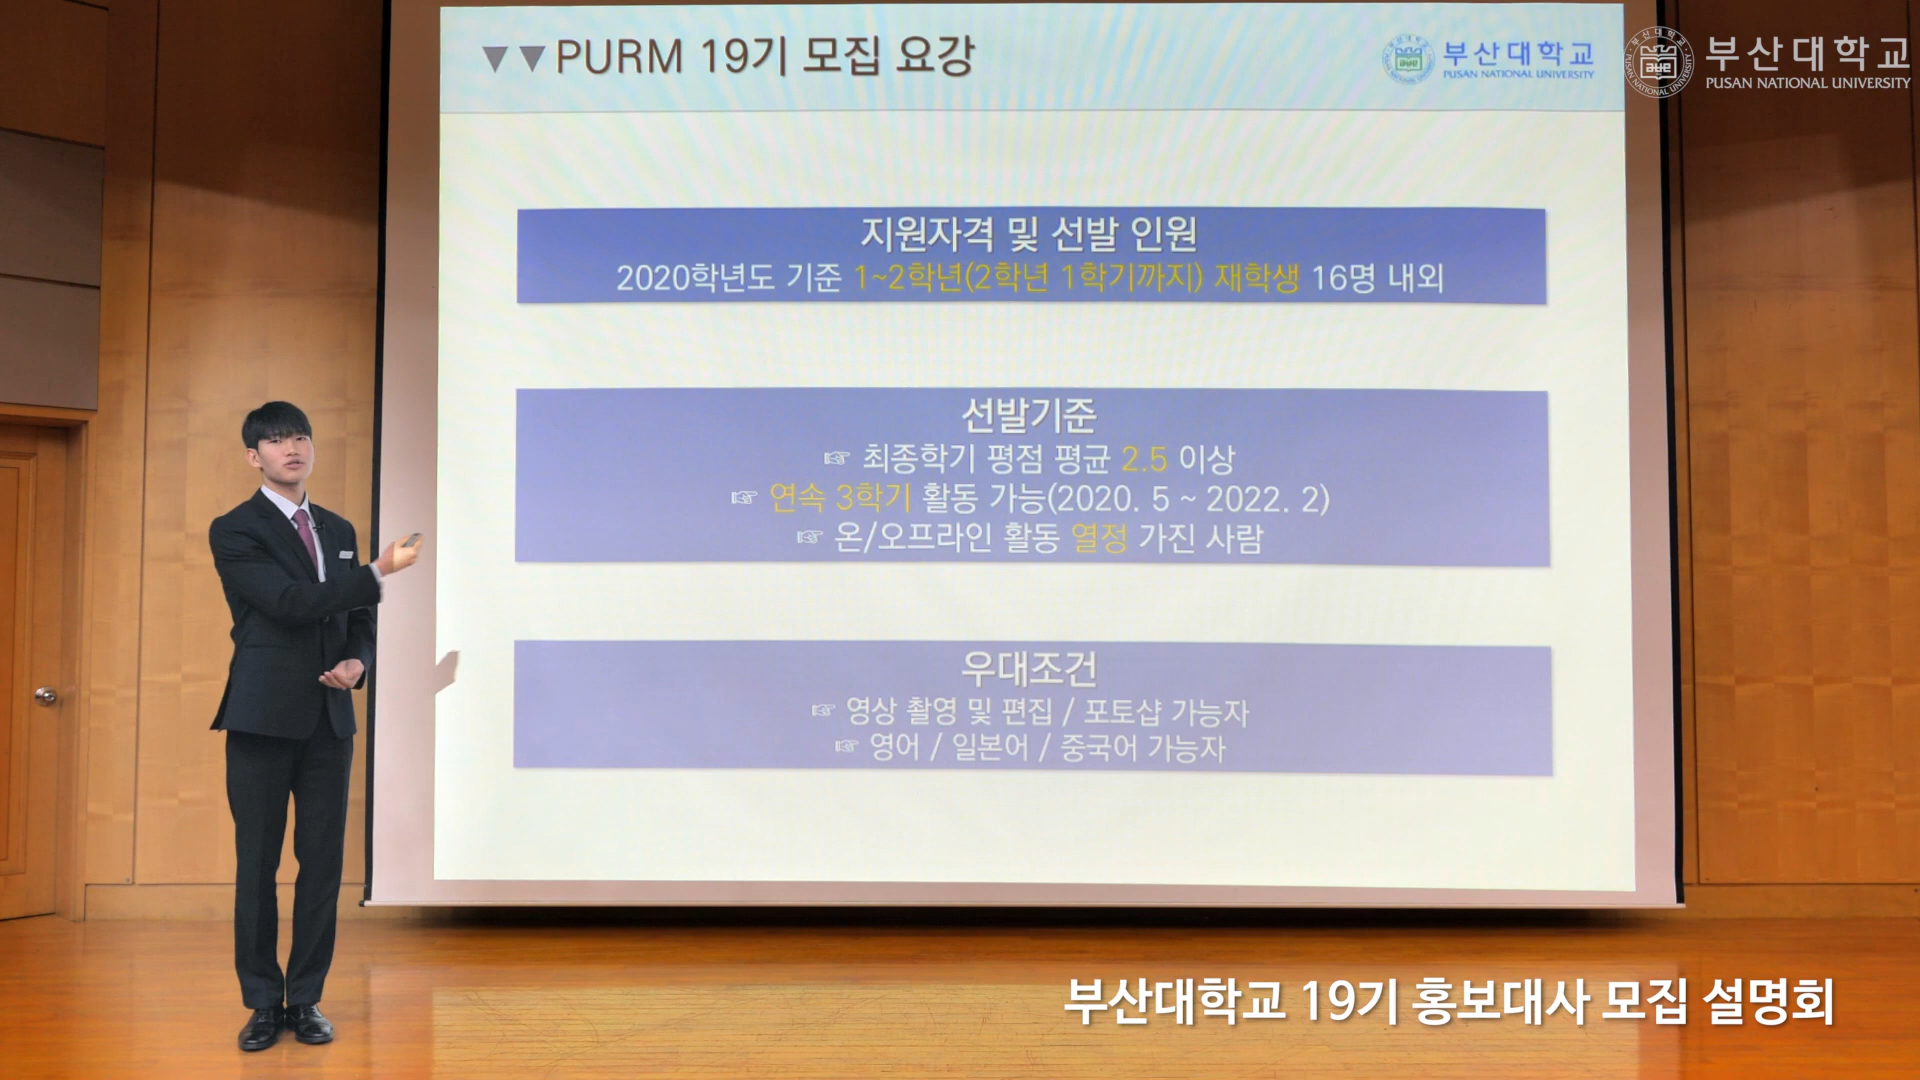 ▼▼PURM 19기 모집 요강
부산대학교
PUSAN NATIONAL UNIVERSITY
부산대학교
PUSAN NATIONAL UNIVERSITY
지원자격 및 선발 인원
2020학년도 기준 1~2학년(2학년 1학기까지) 재학생 16명 내외
선발기준
☞ 최종학기 평점 평균 2.5 이상
☞ 연속 3학기 활동 가능(2020. 5 ~ 2022. 2)
☞ 온/오프라인 활동 열정 가진 사람
우대조건
☞ 영상 촬영 및 편집 / 포토샵 가능자
☞ 영어 / 일본어 / 중국어 가능자
부산대학교 19기 홍보대사 모집 설명회